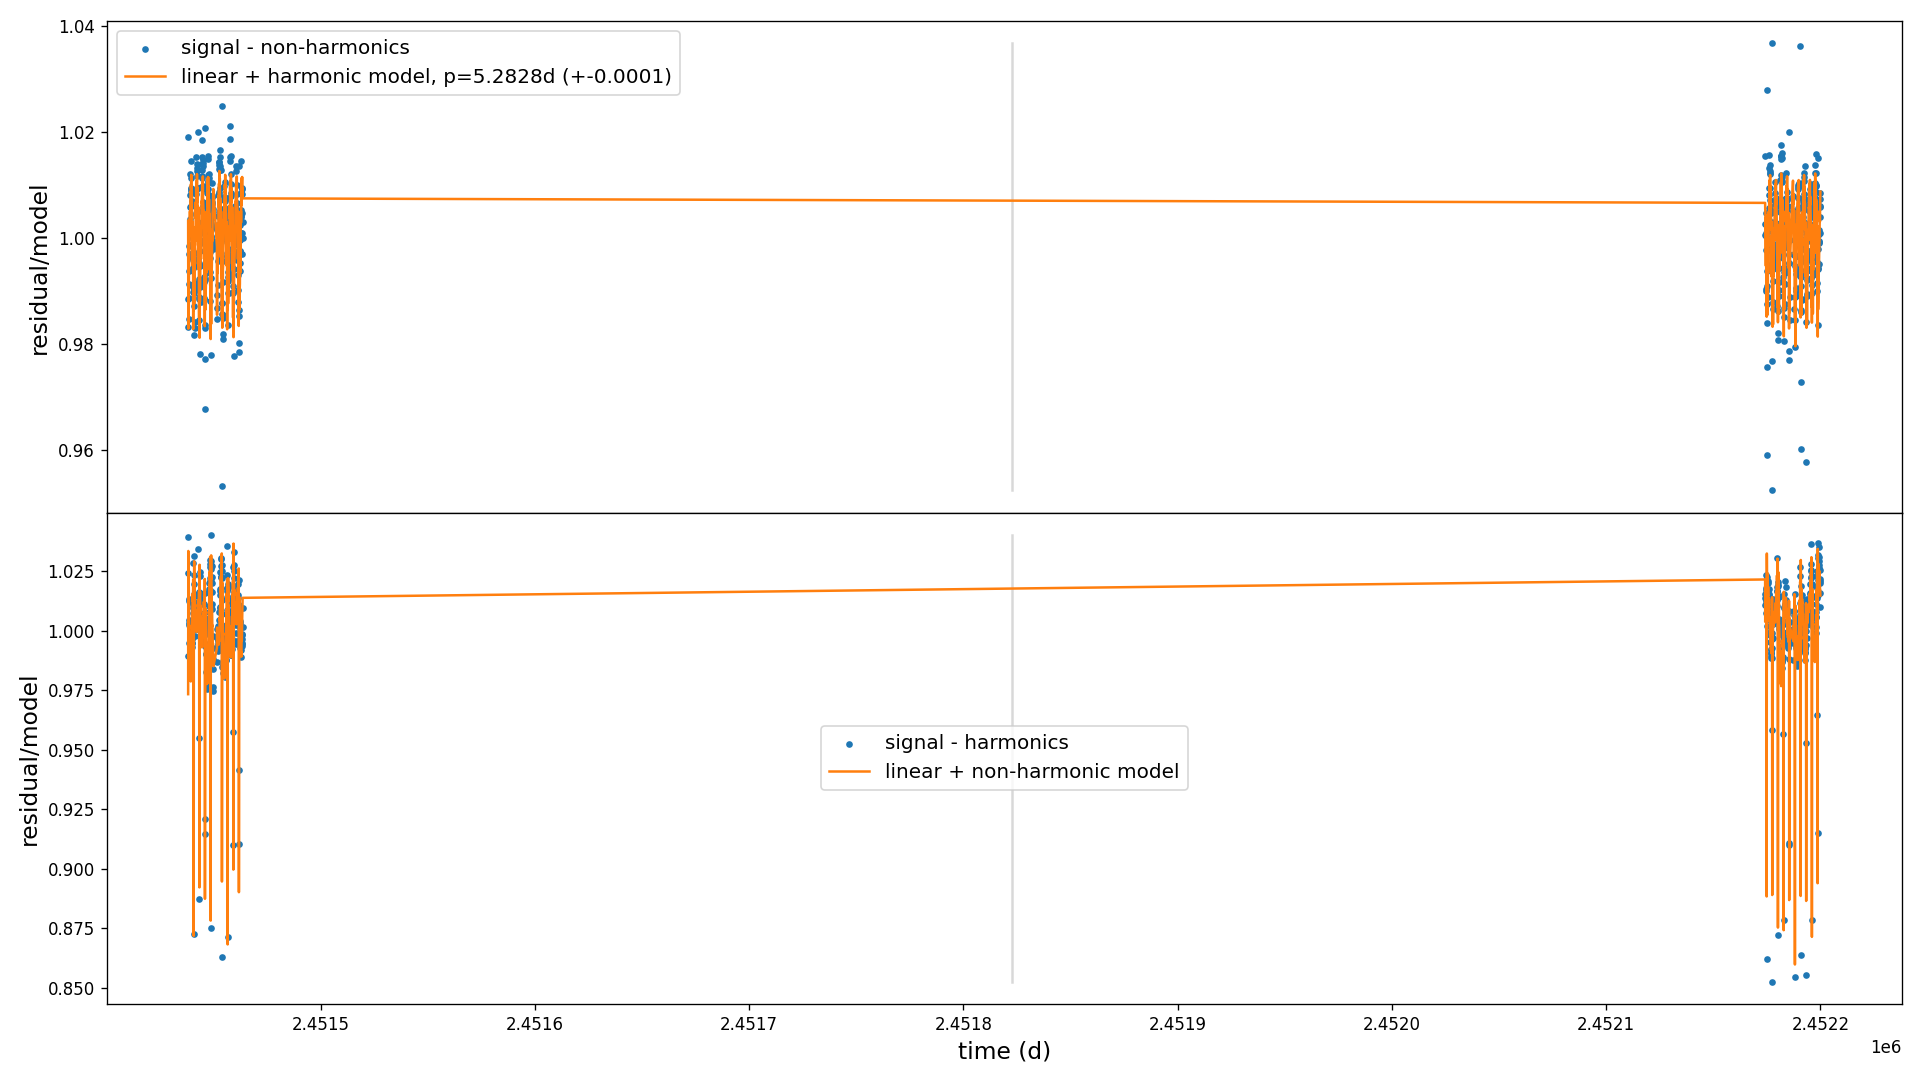 1.04
1.02
1.00
0.98
0.96
residual/model
signal - non-harmonics
linear + harmonic model, p=5.2828d (+-0.0001)
1.025
1.000
0.975
0.950
0.925
0.900
0.875
0.850
residual/model
signal - harmonics
linear + non-harmonic model
2.4515 2.4516 2.4517 2.4518 2.4519 2.4520 2.4521 2.4522
1e6
time (d)